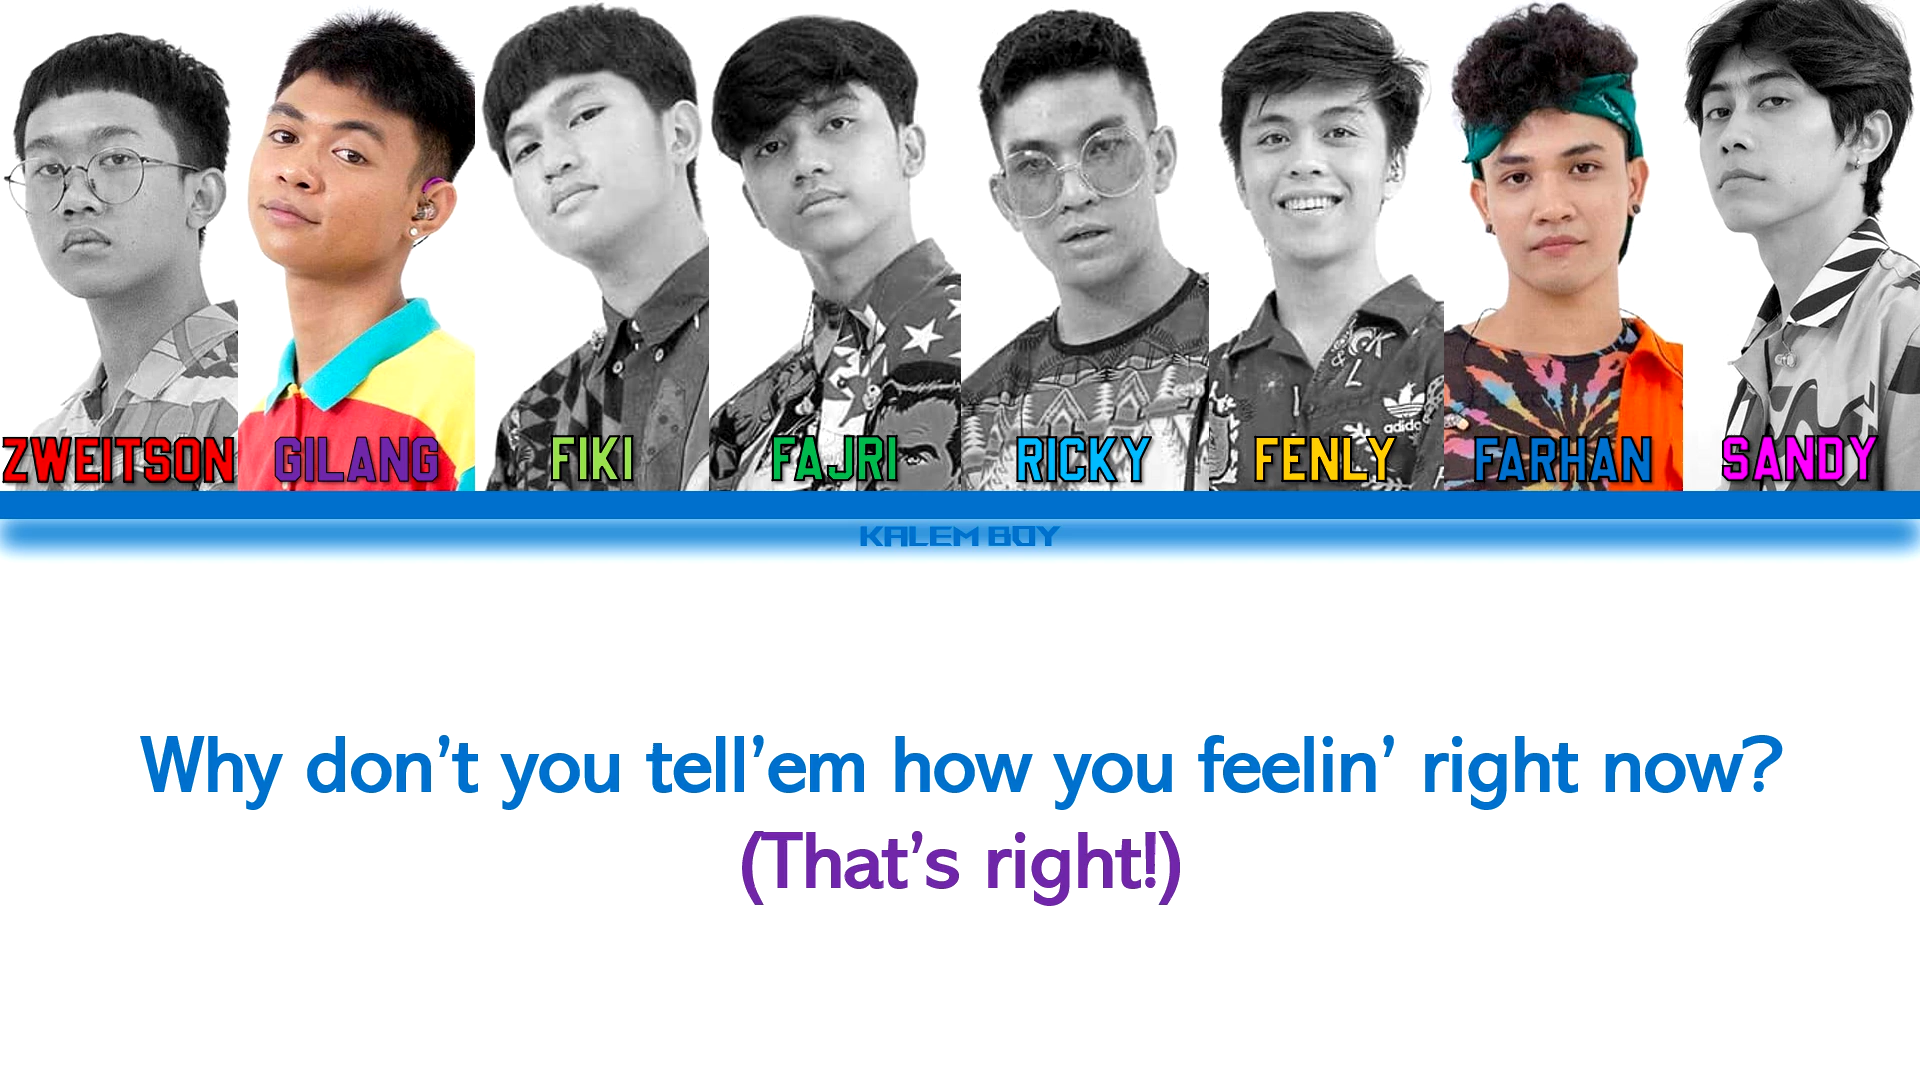 ZWEITSON GILANG FIKI FAJRI RICKY FENLY FARHAN SANDY
adidas
KALEM BOY
Why don't you tell'em how you feelin' right now?
(That's right!)